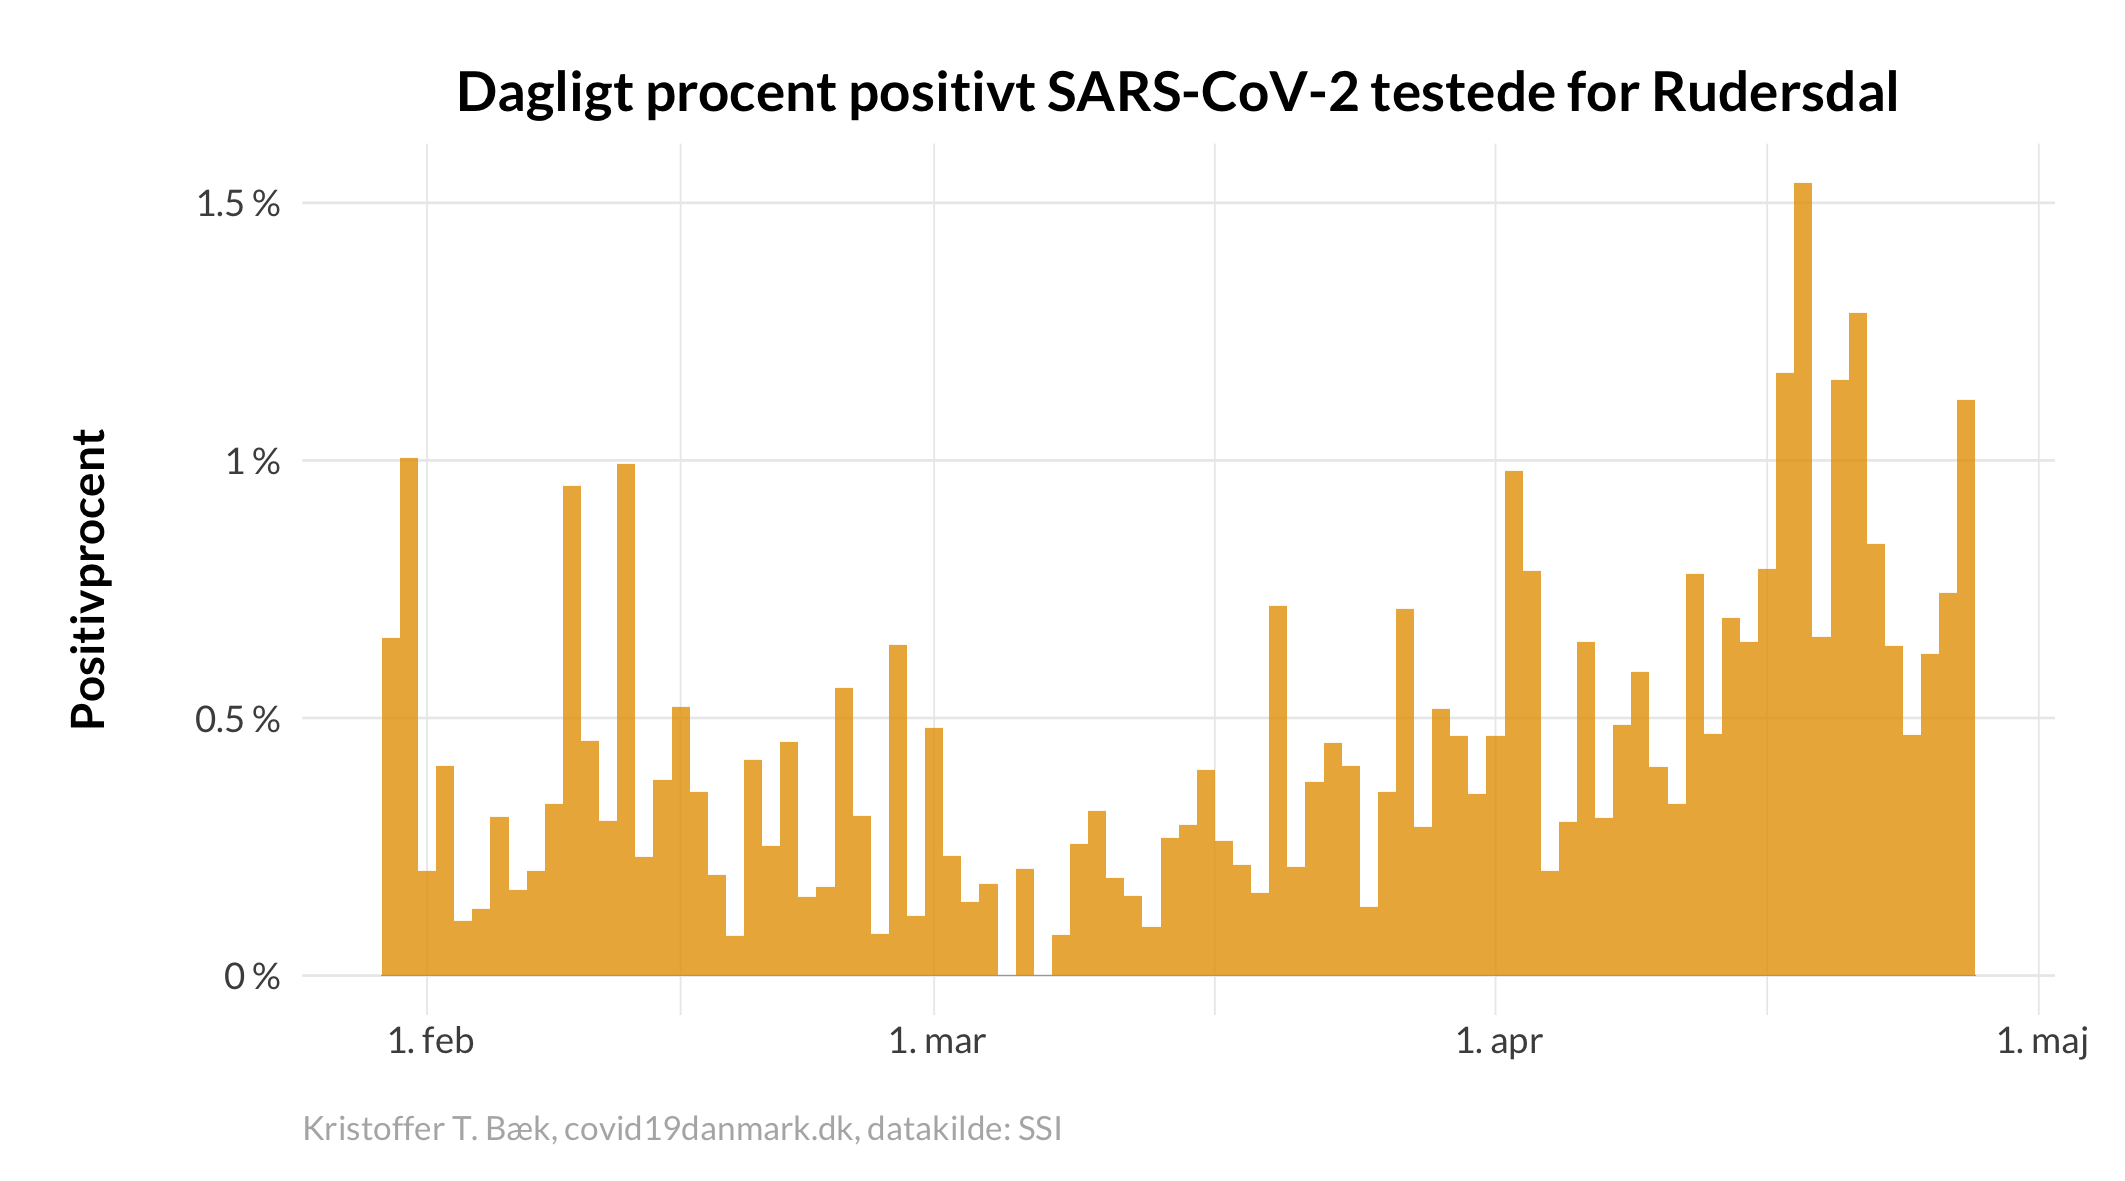 Dagligt procent positivt SARS-CoV-2 testede for Rudersdal
Positivprocent
1.5 %
1 %
0.5 %
0 %
1. feb
1. mar
1. apr
1. maj
Kristoffer T. Bæk, covid19danmark.dk, datakilde: SSI